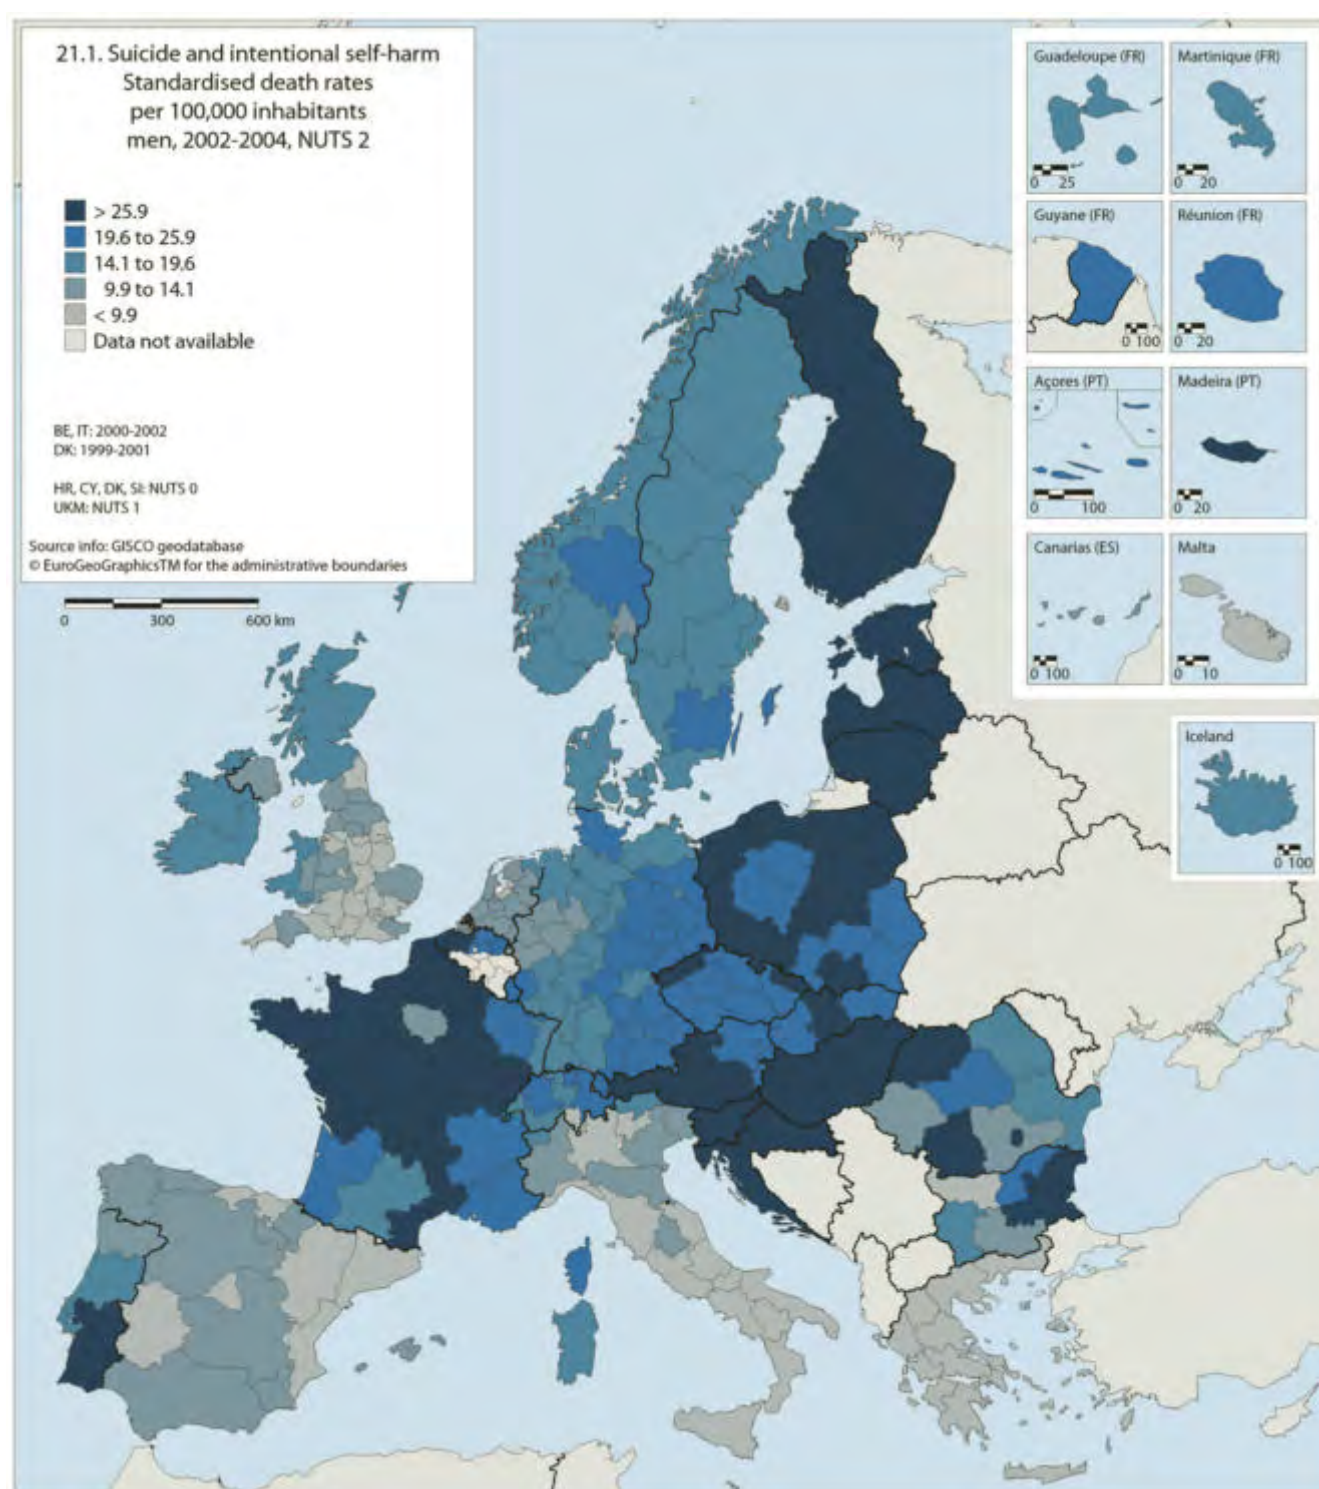 21.1. Suicide and intentional self-harm
Standardised death rates
per 100,000 inhabitants
men, 2002-2004, NUTS 2
> 25.9
19.6 to 25.9
14.1 to 19.6
9.9 to 14.1
< 9.9
Data not available
BE, IT: 2000-2002
DK: 1999-2001
HR, CY, DK, SI: NUTS 0
UKM: NUTS 1
Source info: GISCO geodatabase
© EuroGeoGraphicsTM for the administrative boundaries
0 300 600 km
Guadeloupe (FR)
0 25
Martinique (FR)
0 20
Guyane (FR)
0 100
Réunion (FR)
0 20
Açores (PT)
0 100
Madeira (PT)
0 20
Canarias (ES)
0 100
Malta
0 10
Iceland
0 100